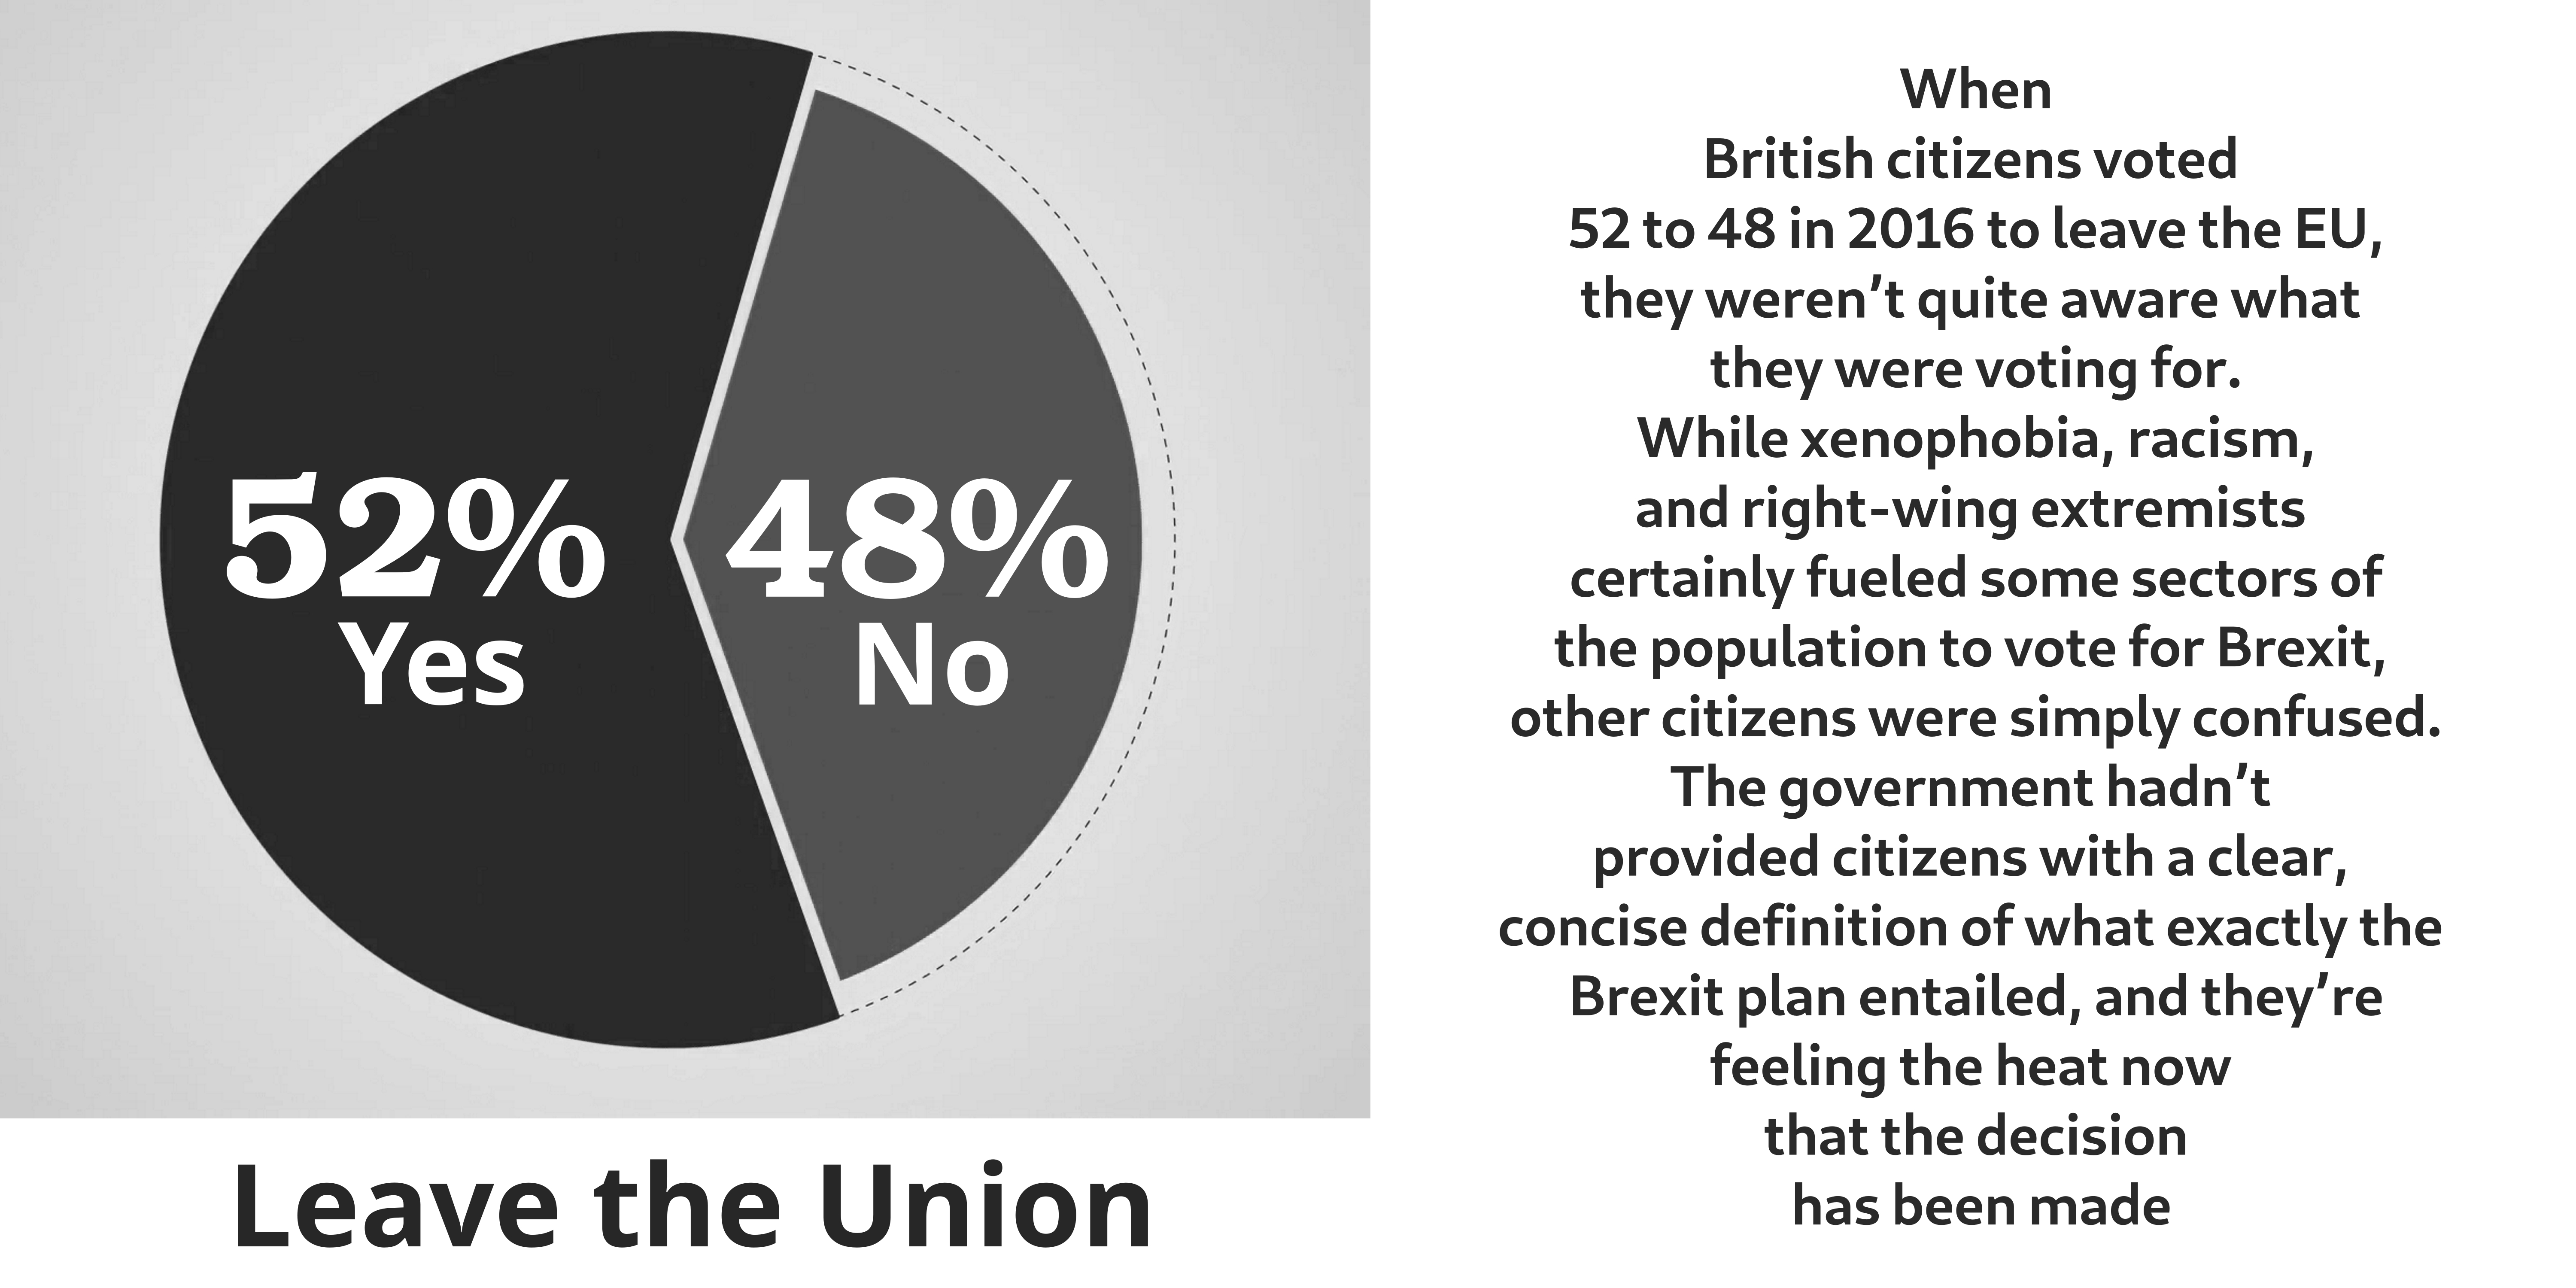 52%
Yes
48%
No
Leave the Union
When
British citizens voted
52 to 48 in 2016 to leave the EU,
they weren’t quite aware what
they were voting for.
While xenophobia, racism,
and right-wing extremists
certainly fueled some sectors of
the population to vote for Brexit,
other citizens were simply confused.
The government hadn’t
provided citizens with a clear,
concise definition of what exactly the
Brexit plan entailed, and they’re
feeling the heat now
that the decision
has been made